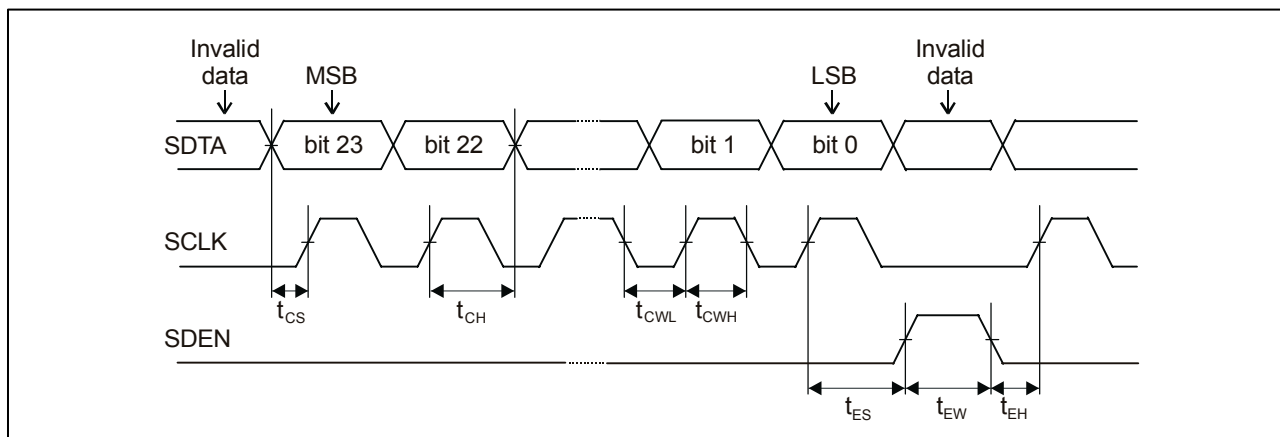 Invalid
data
MSB
LSB
Invalid
data
SDTA
bit 23
bit 22
bit 1
bit 0
SCLK
tCS
tCH
tCWL
tCWH
SDEN
tES
tEW
tEH